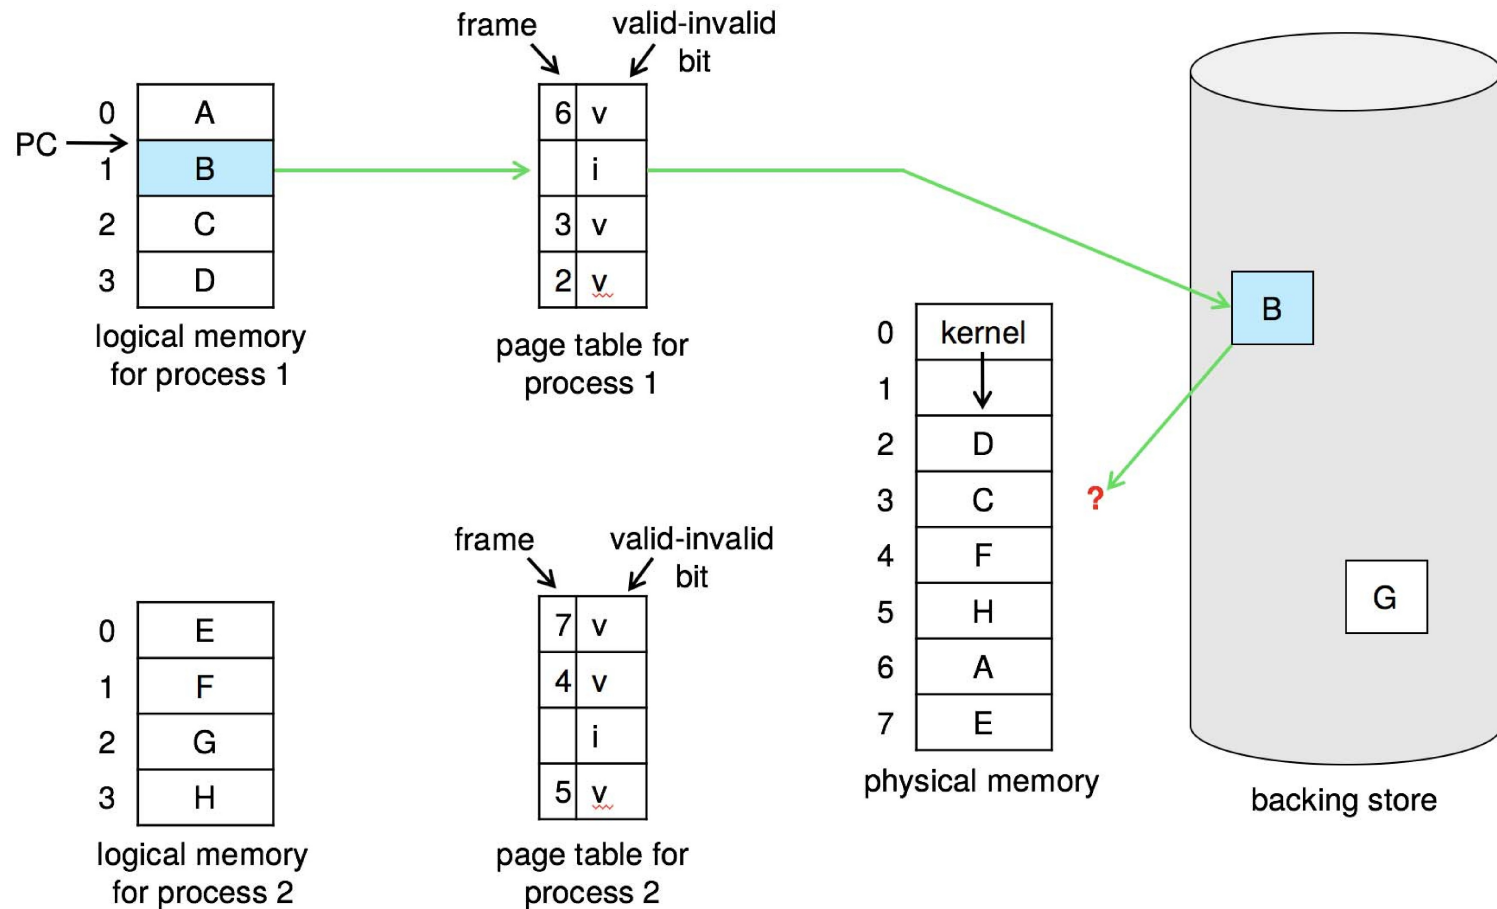 frame
valid-invalid
bit
PC
0 A
1 B
2 C
3 D
logical memory
for process 1
6 v
i
3 v
2 v
page table for
process 1
0 kernel
1
2 D
3 C
4 F
5 H
6 A
7 E
physical memory
?
B
G
backing store
0 E
1 F
2 G
3 H
logical memory
for process 2
frame
valid-invalid
bit
7 v
4 v
i
5 v
page table for
process 2